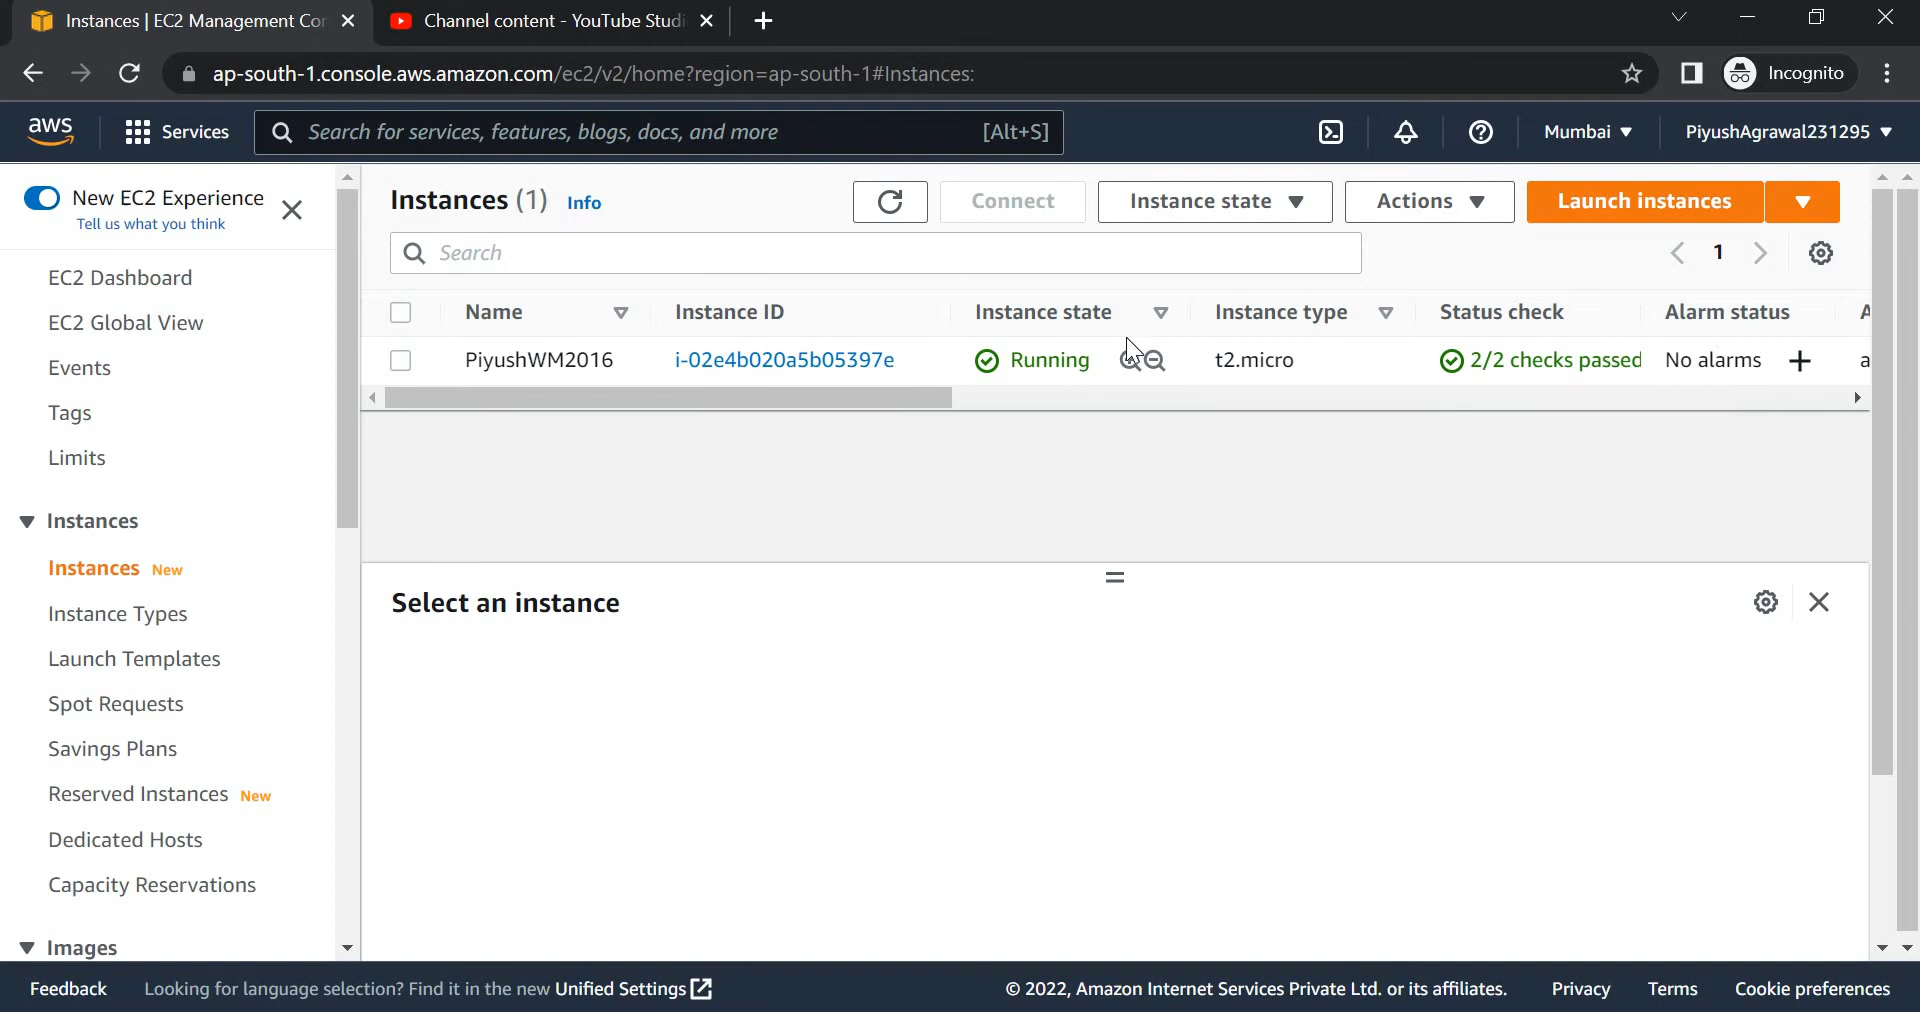 Instances | EC2 Management Con
Channel content - YouTube Studi
ap-south-1.console.aws.amazon.com/ec2/v2/home?region=ap-south-1#Instances:
Incognito
aws
Services
Search for services, features, blogs, docs, and more [Alt+S]
Mumbai
PiyushAgrawal231295
New EC2 Experience
Tell us what you think
EC2 Dashboard
EC2 Global View
Events
Tags
Limits
Instances
Instances New
Instance Types
Launch Templates
Spot Requests
Savings Plans
Reserved Instances New
Dedicated Hosts
Capacity Reservations
Images
Instances (1) Info
Connect
Instance state
Actions
Launch instances
Search
1
Name Instance ID Instance state Instance type Status check Alarm status A
PiyushWM2016 i-02e4b020a5b05397e Running t2.micro 2/2 checks passed No alarms a
Select an instance
Feedback Looking for language selection? Find it in the new Unified Settings
© 2022, Amazon Internet Services Private Ltd. or its affiliates. Privacy Terms Cookie preferences